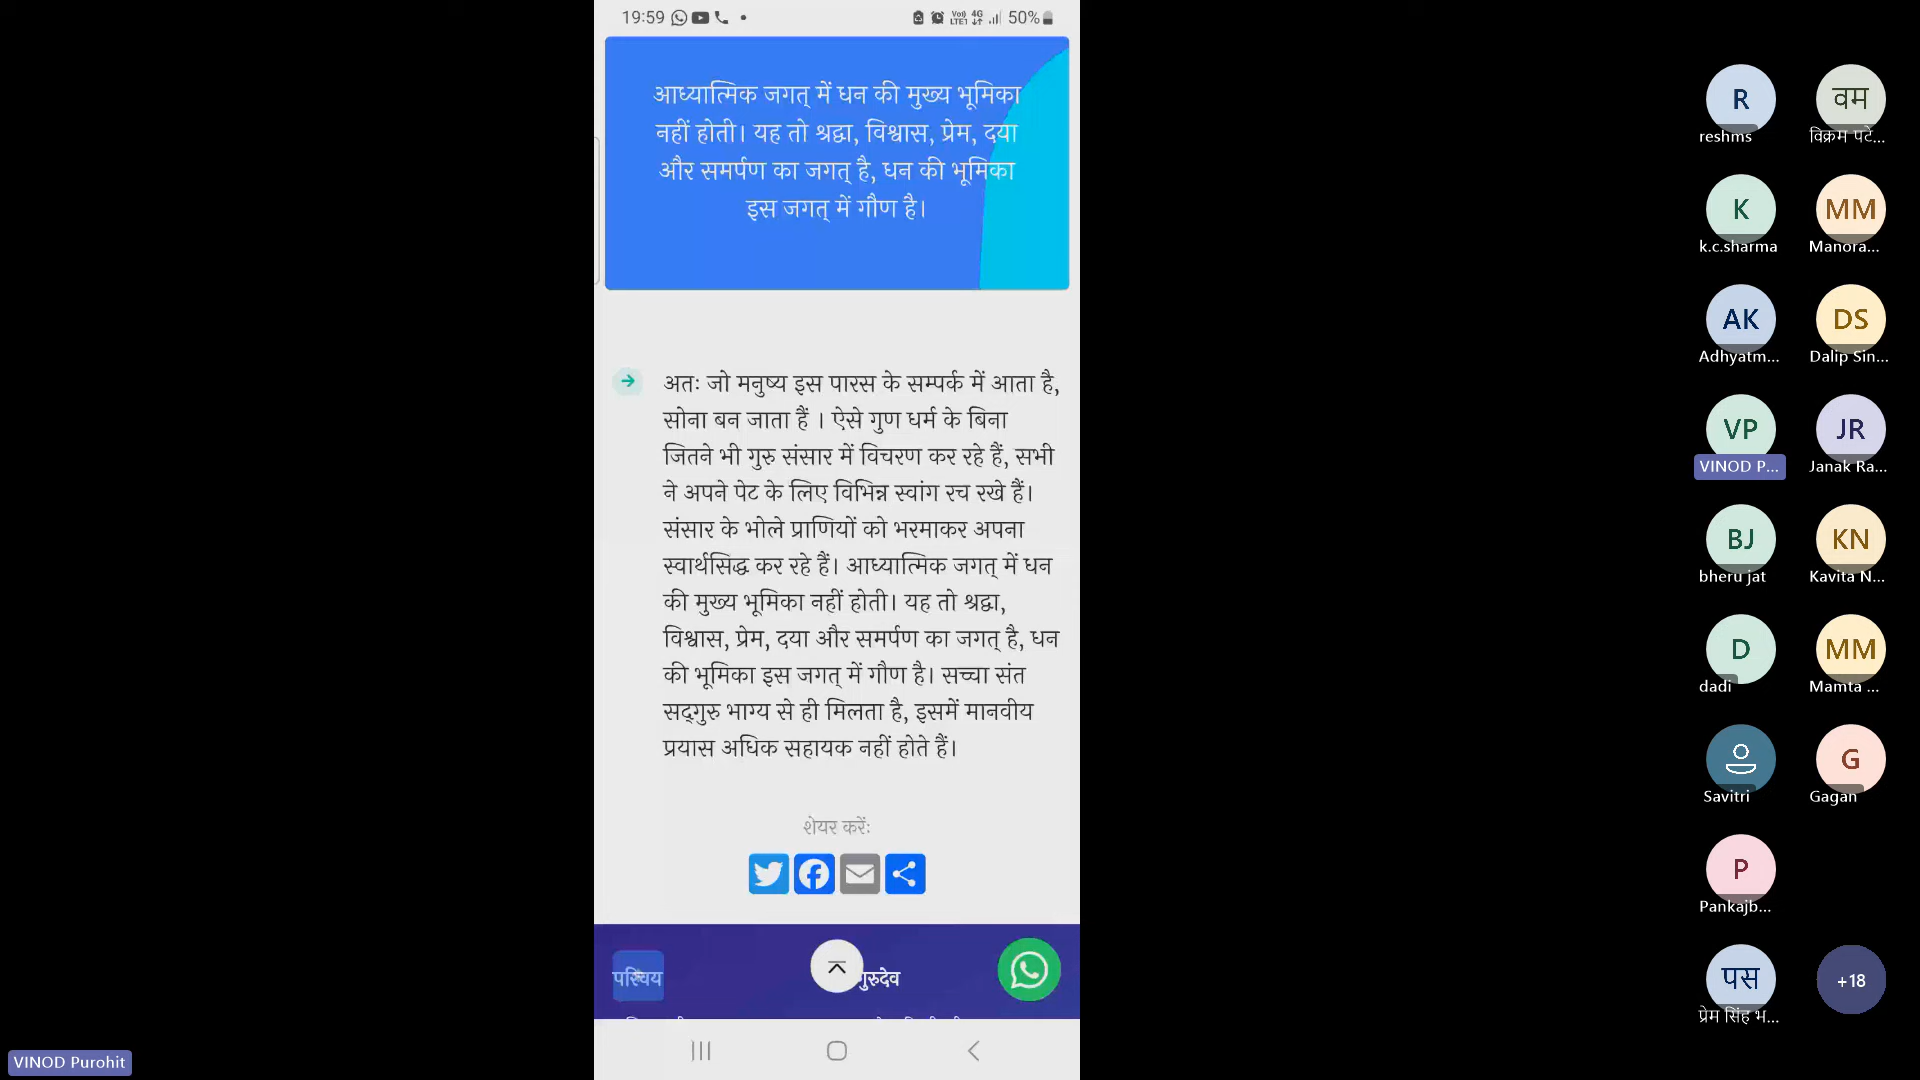 19:59
Vo) 4G
LTE1
50%
आध्यात्मिक जगत् में धन की मुख्य भूमिका
नहीं होती। यह तो श्रद्धा, विश्वास, प्रेम, दया
और समर्पण का जगत् है, धन की भूमिका
इस जगत् में गौण है।
अतः जो मनुष्य इस पारस के सम्पर्क में आता है,
सोना बन जाता हैं । ऐसे गुण धर्म के बिना
जितने भी गुरु संसार में विचरण कर रहे हैं, सभी
ने अपने पेट के लिए विभिन्न स्वांग रच रखे हैं।
संसार के भोले प्राणियों को भरमाकर अपना
स्वार्थसिद्ध कर रहे हैं। आध्यात्मिक जगत् में धन
की मुख्य भूमिका नहीं होती। यह तो श्रद्धा,
विश्वास, प्रेम, दया और समर्पण का जगत् है, धन
की भूमिका इस जगत् में गौण है। सच्चा संत
सद्‌गुरु भाग्य से ही मिलता है, इसमें मानवीय
प्रयास अधिक सहायक नहीं होते हैं।
शेयर करेंः
परिचय
गुरुदेव
R
reshms
वम
विक्रम पटे...
K
k.c.sharma
MM
Manora...
AK
Adhyatm...
DS
Dalip Sin...
VP
VINOD P...
JR
Janak Ra...
BJ
bheru jat
KN
Kavita N...
D
dadi
MM
Mamta ...
Savitri
G
Gagan
P
Pankajb...
पस
प्रेम सिंह भ...
+18
VINOD Purohit